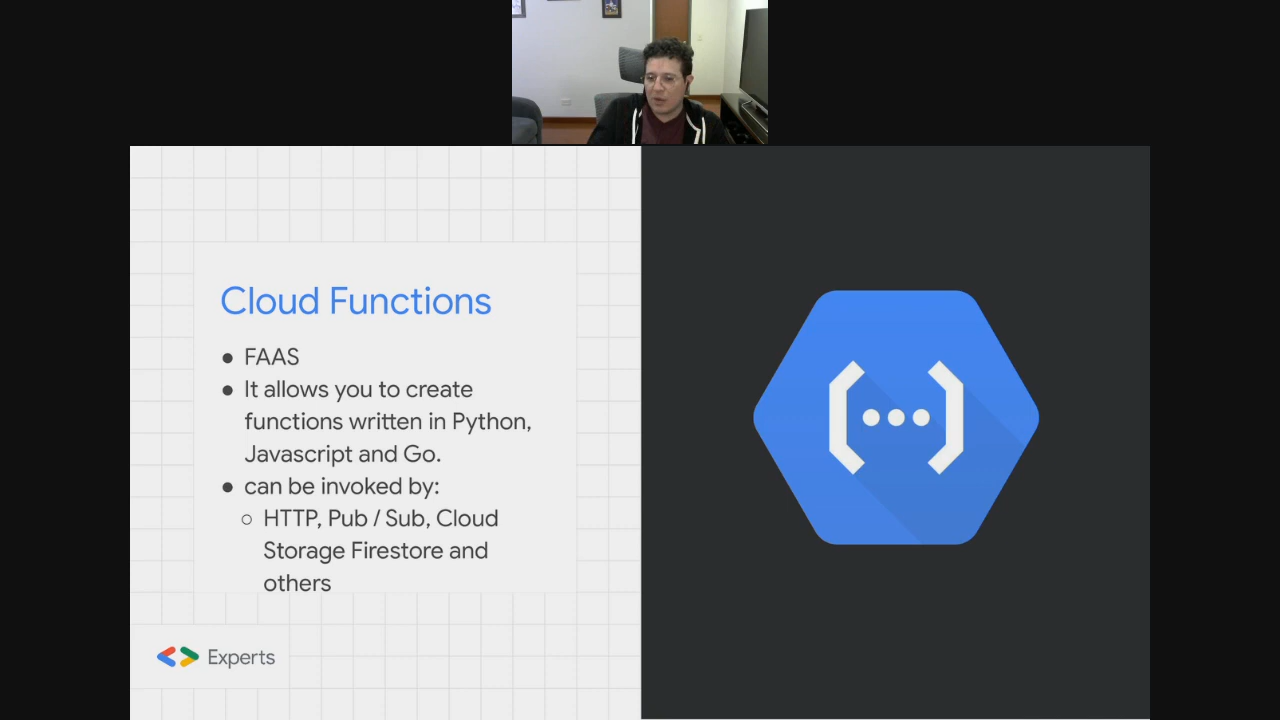 Cloud Functions
● FAAS
● It allows you to create
functions written in Python,
Javascript and Go.
● can be invoked by:
○ HTTP, Pub / Sub, Cloud
Storage Firestore and
others
Experts